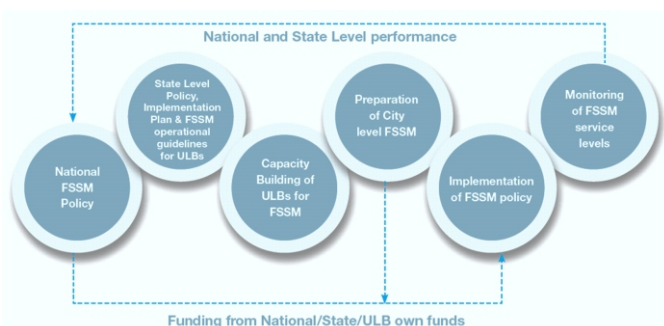 National and State Level performance
National
FSSM
Policy
State Level
Policy,
Implementation
Plan & FSSM
operational
guidelines
for ULBs
Capacity
Building of
ULBs for
FSSM
Preparation
of City
level FSSM
Implementation
of FSSM policy
Monitoring
of FSSM
service
levels
Funding from National/State/ULB own funds